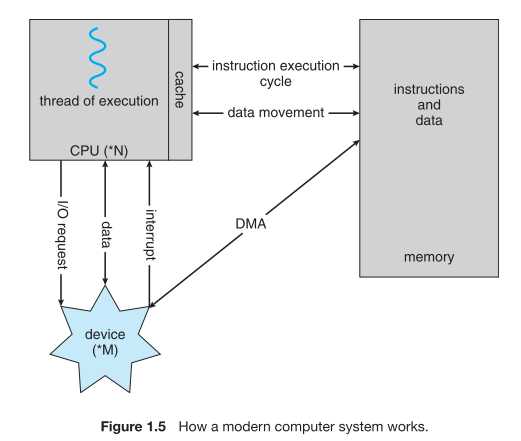 thread of execution
cache
CPU (*N)
instruction execution
cycle
data movement
instructions
and
data
memory
I/O request
data
interrupt
DMA
device
(*M)
Figure 1.5 How a modern computer system works.